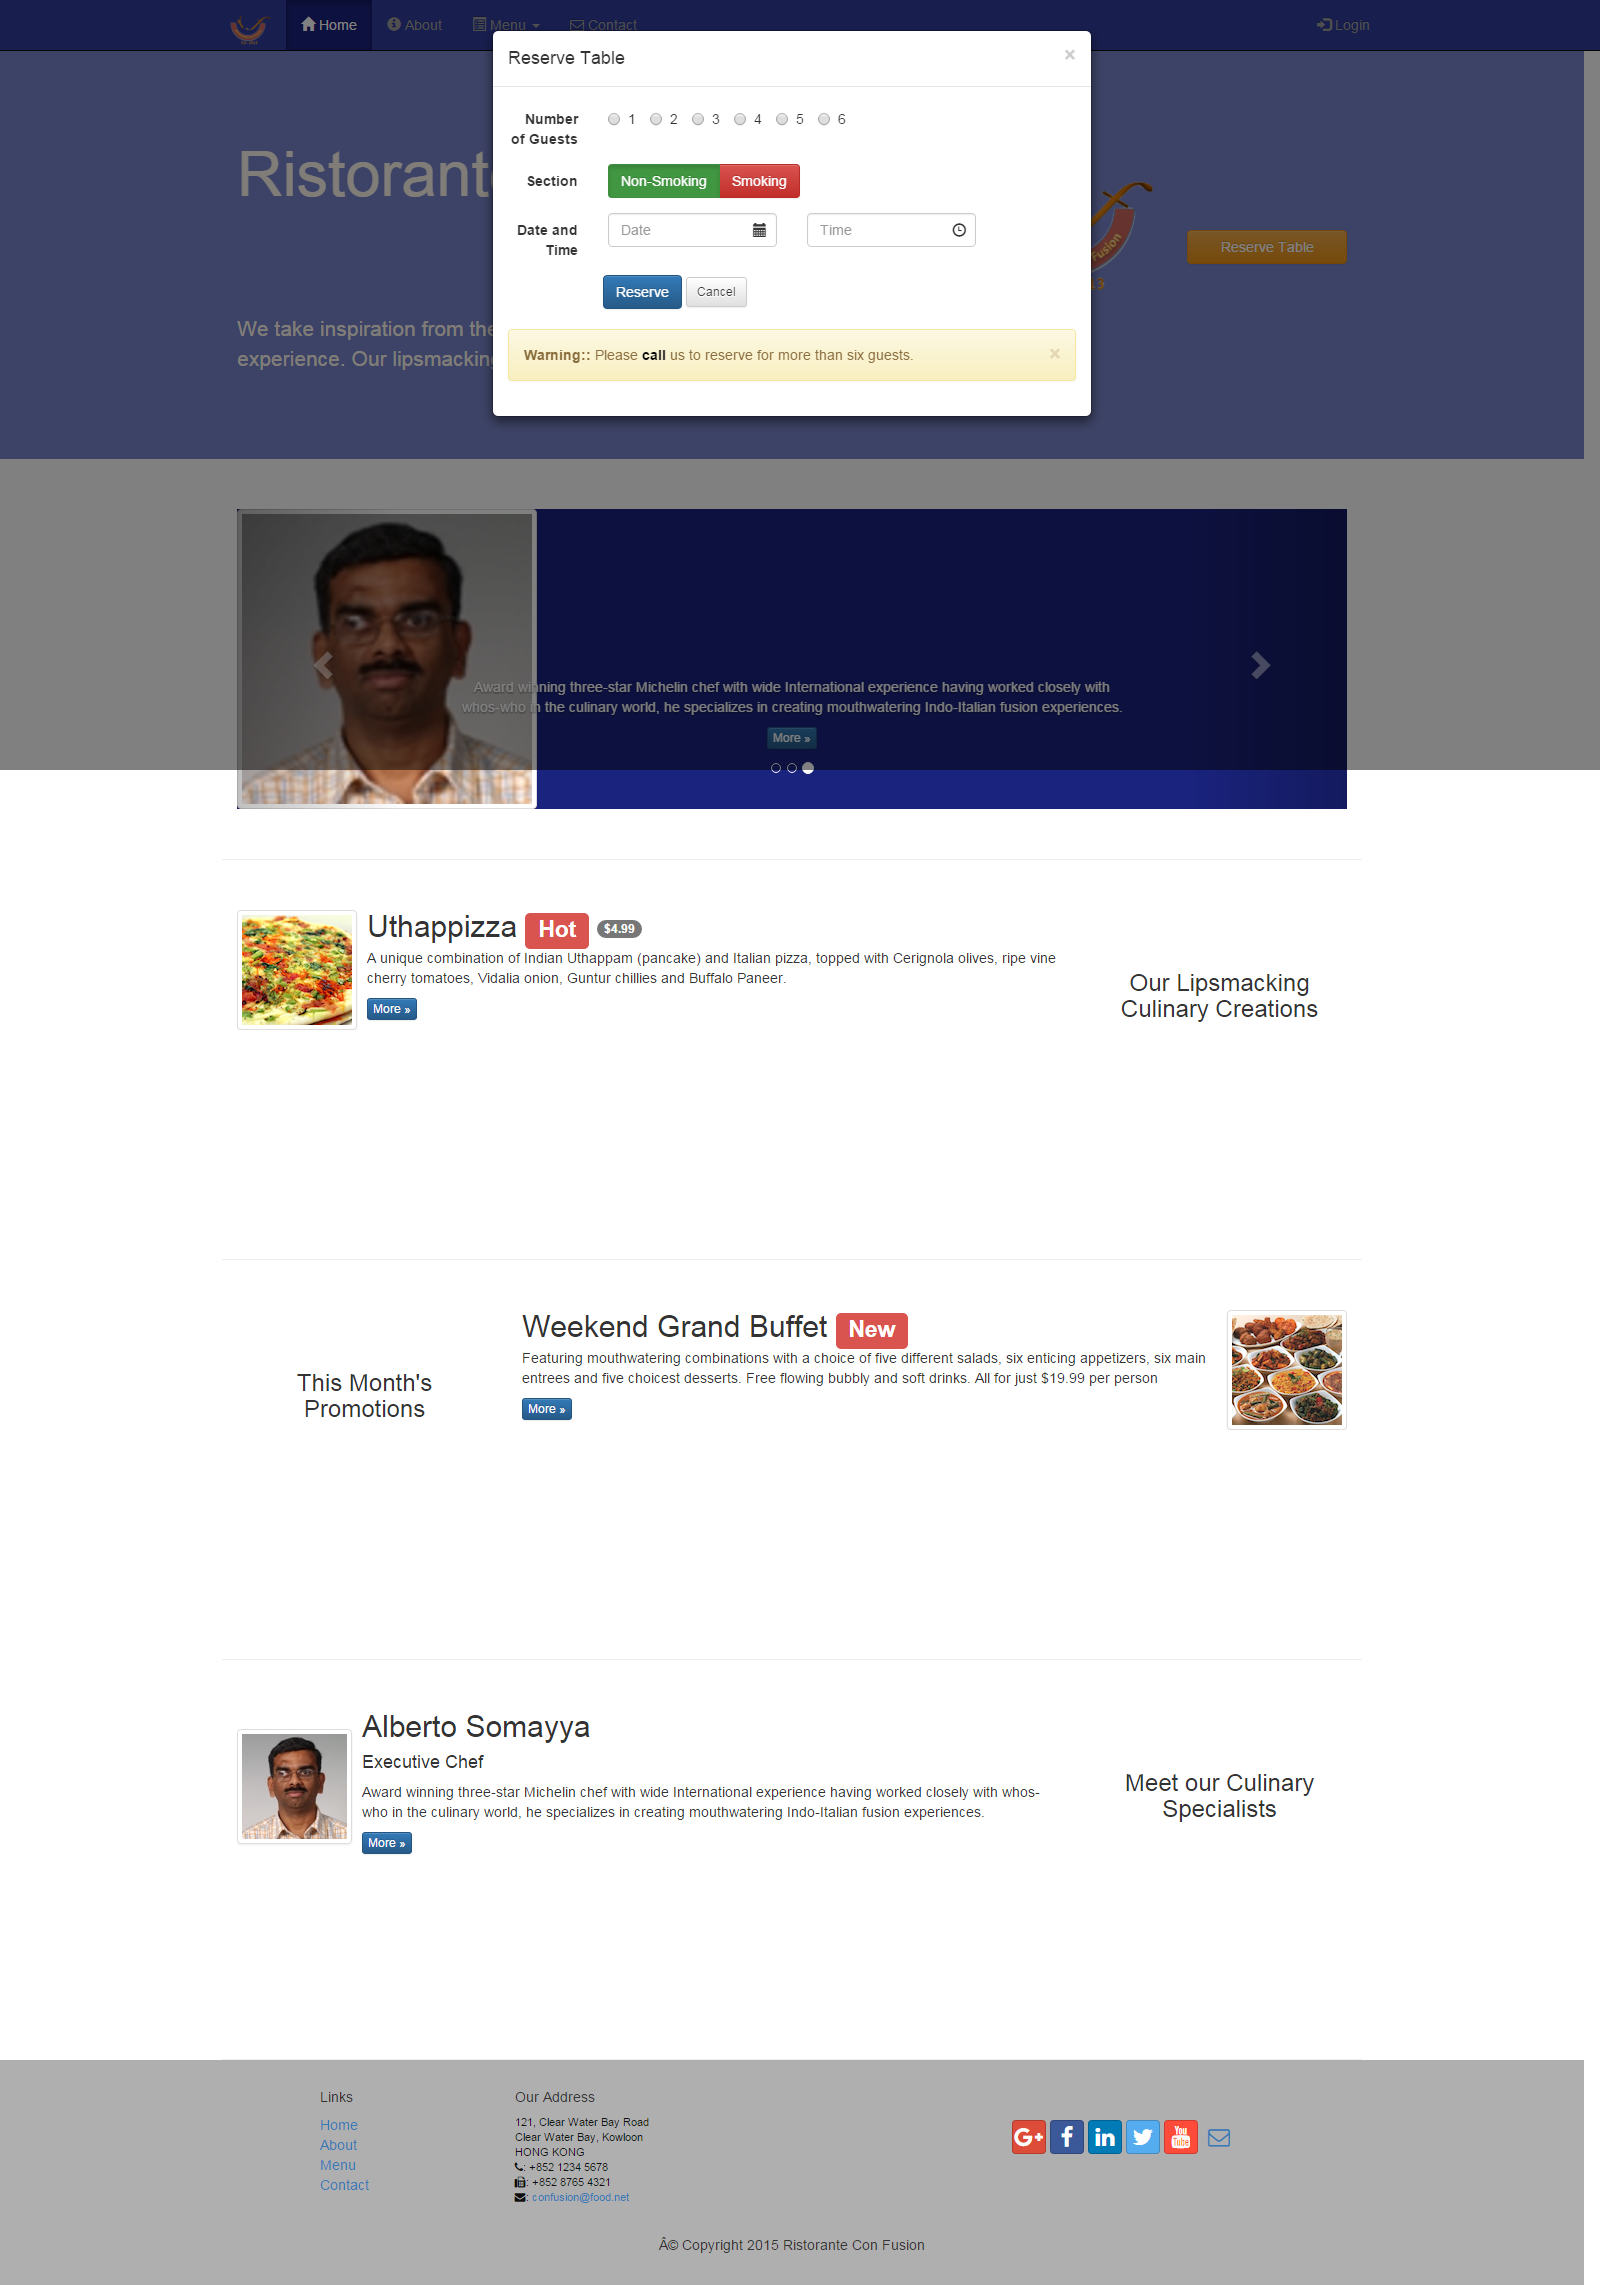 Home About Menu Contact Login
Reserve Table ×
Number of Guests 1 2 3 4 5 6
Section Non-Smoking Smoking
Date and Time Date Time
Reserve Cancel
Warning:: Please call us to reserve for more than six guests. ×
Ristorant
Fusion
Reserve Table
We take inspiration from the
experience. Our lipsmacking
Award winning three-star Michelin chef with wide International experience having worked closely with
whos-who in the culinary world, he specializes in creating mouthwatering Indo-Italian fusion experiences.
More »
Uthappizza Hot $4.99
A unique combination of Indian Uthappam (pancake) and Italian pizza, topped with Cerignola olives, ripe vine
cherry tomatoes, Vidalia onion, Guntur chillies and Buffalo Paneer.
More »
Our Lipsmacking
Culinary Creations
This Month's
Promotions
Weekend Grand Buffet New
Featuring mouthwatering combinations with a choice of five different salads, six enticing appetizers, six main
entrees and five choicest desserts. Free flowing bubbly and soft drinks. All for just $19.99 per person
More »
Alberto Somayya
Executive Chef
Award winning three-star Michelin chef with wide International experience having worked closely with whos-
who in the culinary world, he specializes in creating mouthwatering Indo-Italian fusion experiences.
More »
Meet our Culinary
Specialists
Links
Home
About
Menu
Contact
Our Address
121, Clear Water Bay Road
Clear Water Bay, Kowloon
HONG KONG
: +852 1234 5678
: +852 8765 4321
: confusion@food.net
You Tube
Â© Copyright 2015 Ristorante Con Fusion